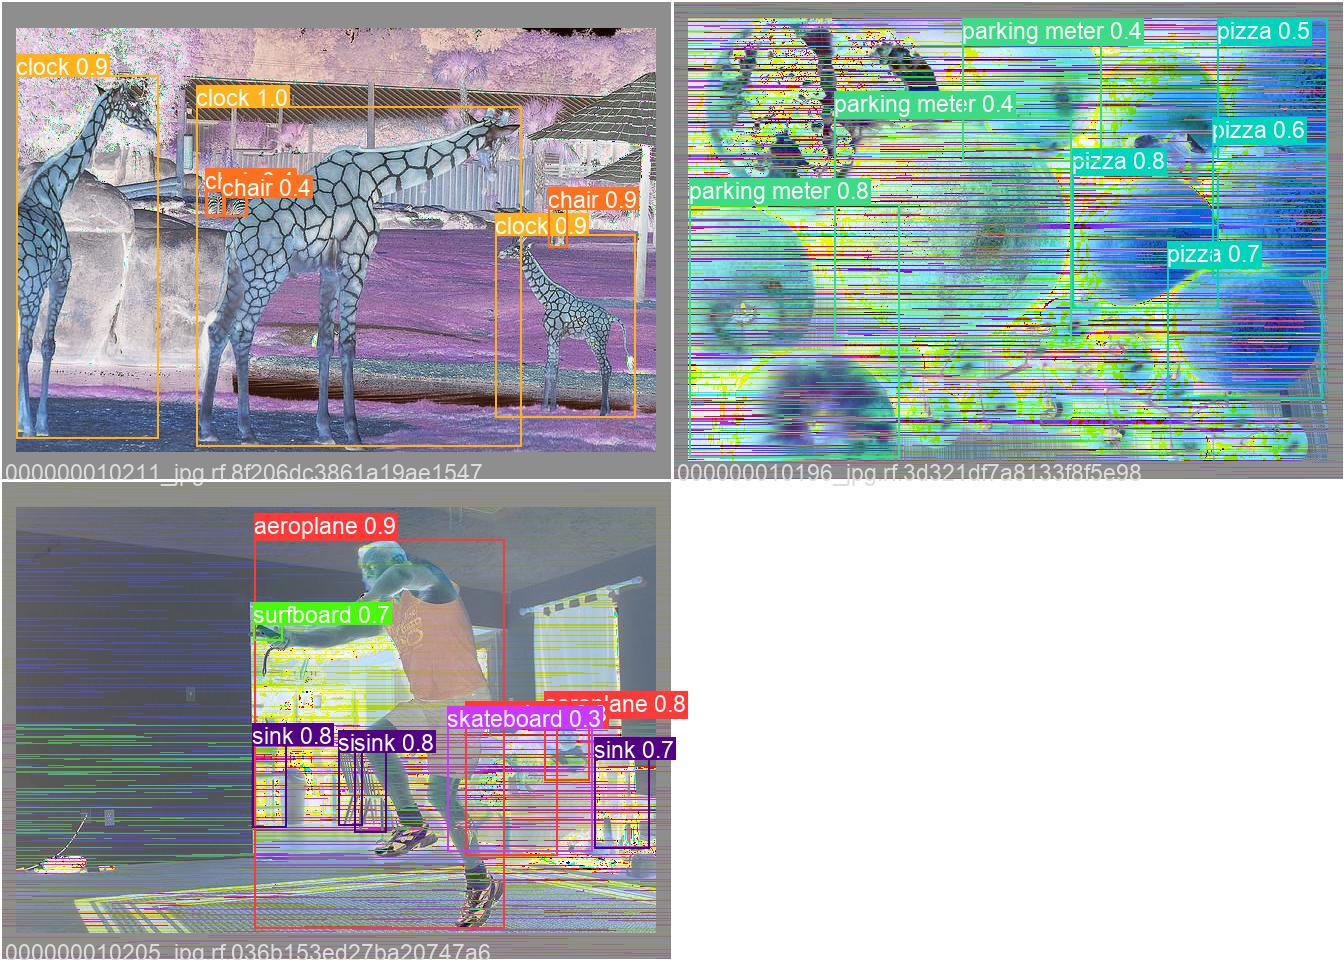 clock 0.9
clock 1.0
chair 0.4
chair 0.9
clock 0.9
000000010211_jpg.rf.8f206dc3861a19ae1547
parking meter 0.4
pizza 0.5
parking meter 0.4
pizza 0.6
pizza 0.8
parking meter 0.8
pizza 0.7
000000010196_jpg.rf.3d321df7a8133f8f5e98
aeroplane 0.9
surfboard 0.7
aeroplane 0.8
skateboard 0.3
sink 0.8
sisink 0.8
sink 0.7
000000010205_jpg.rf.036b153ed27ba20747a6